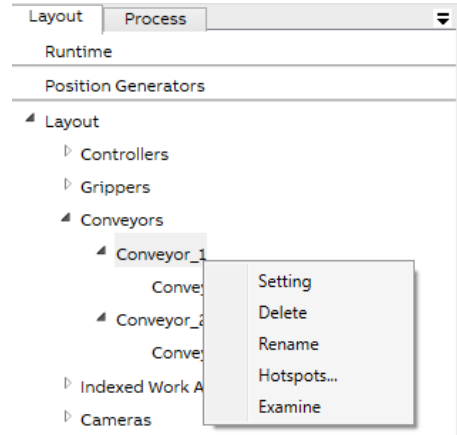 Layout Process
Runtime
Position Generators
Layout
Controllers
Grippers
Conveyors
Conveyor_1
Setting
Delete
Rename
Hotspots...
Examine
Indexed Work
Cameras